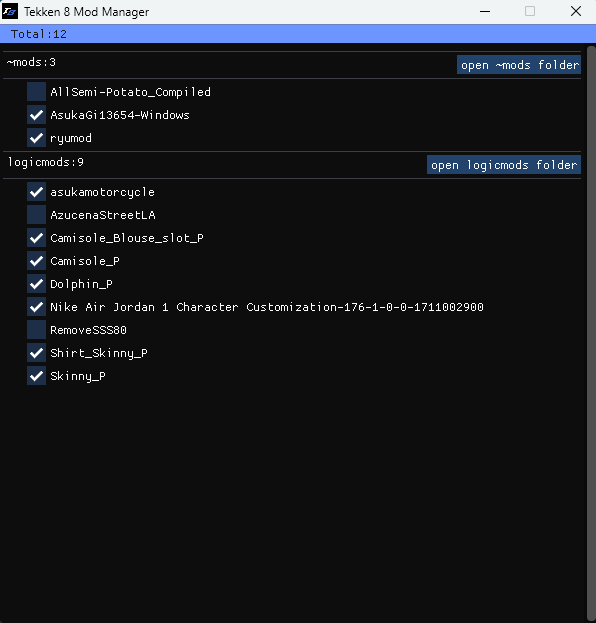 Tekken 8 Mod Manager
Total:12
~mods:3
open ~mods folder
AllSemi-Potato_Compiled
AsukaGi13654-Windows
ryumod
logicmods:9
open logicmods folder
asukamotorcycle
AzucenaStreetLA
Camisole_Blouse_slot_P
Camisole_P
Dolphin_P
Nike Air Jordan 1 Character Customization-176-1-0-0-1711002900
RemoveSSS80
Shirt_Skinny_P
Skinny_P